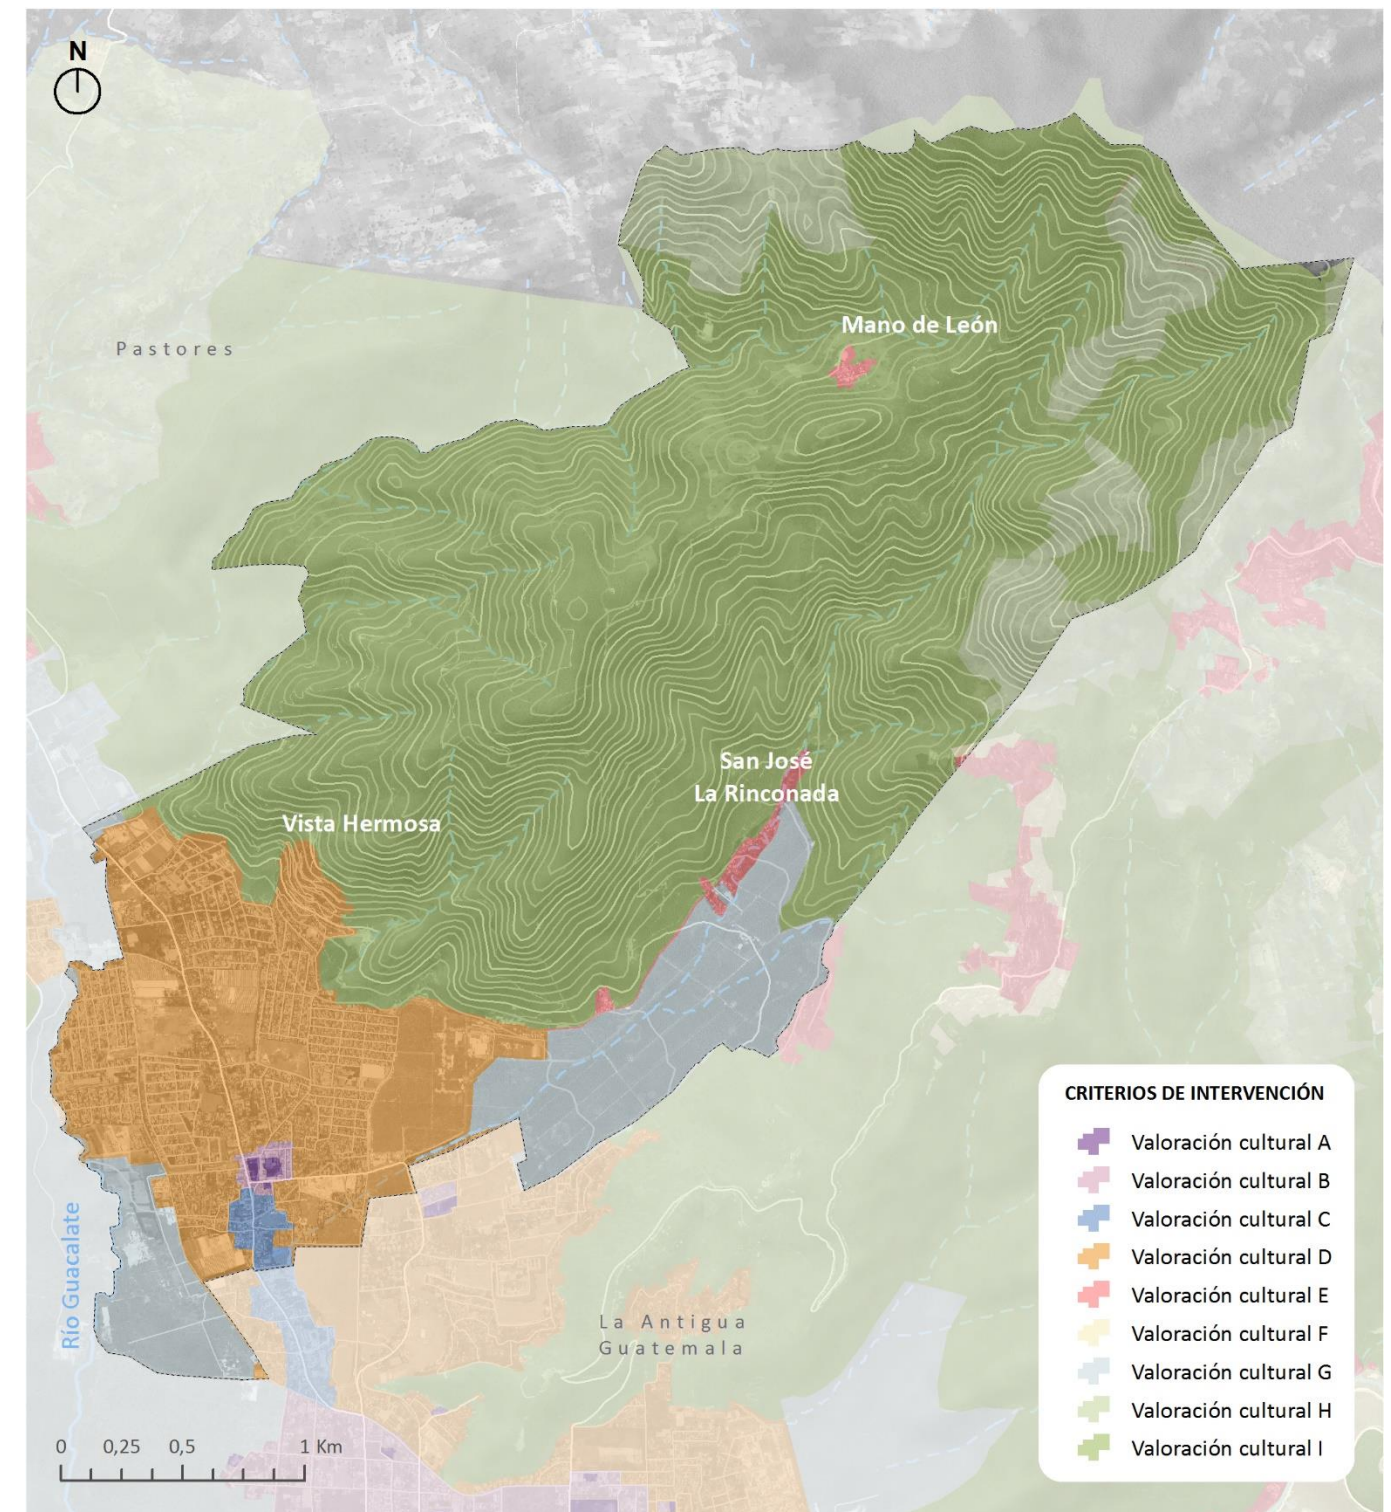 N
Mano de León
Pastores
San José
La Rinconada
Vista Hermosa
Río Guacalate
La Antigua
Guatemala
0 0,25 0,5 1 Km
CRITERIOS DE INTERVENCIÓN
Valoración cultural A
Valoración cultural B
Valoración cultural C
Valoración cultural D
Valoración cultural E
Valoración cultural F
Valoración cultural G
Valoración cultural H
Valoración cultural I